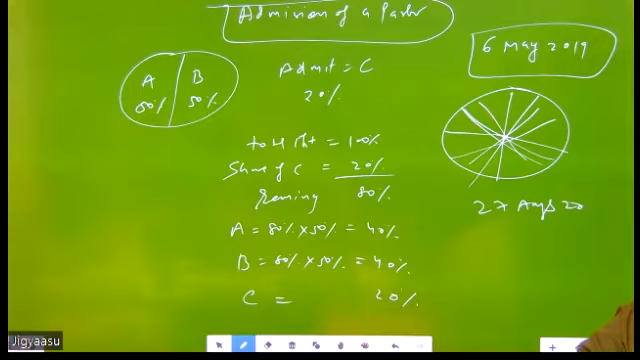 Admission of a Partner
6 May 2019
A
B
50%
50%
Admit = C
20%
Total = 100%
Share of C = 20%
Remaining 80%
27 Aug 20
A = 80% × 50% = 40%
B = 80% × 50% = 40%
C = 20%
Jigyaasu